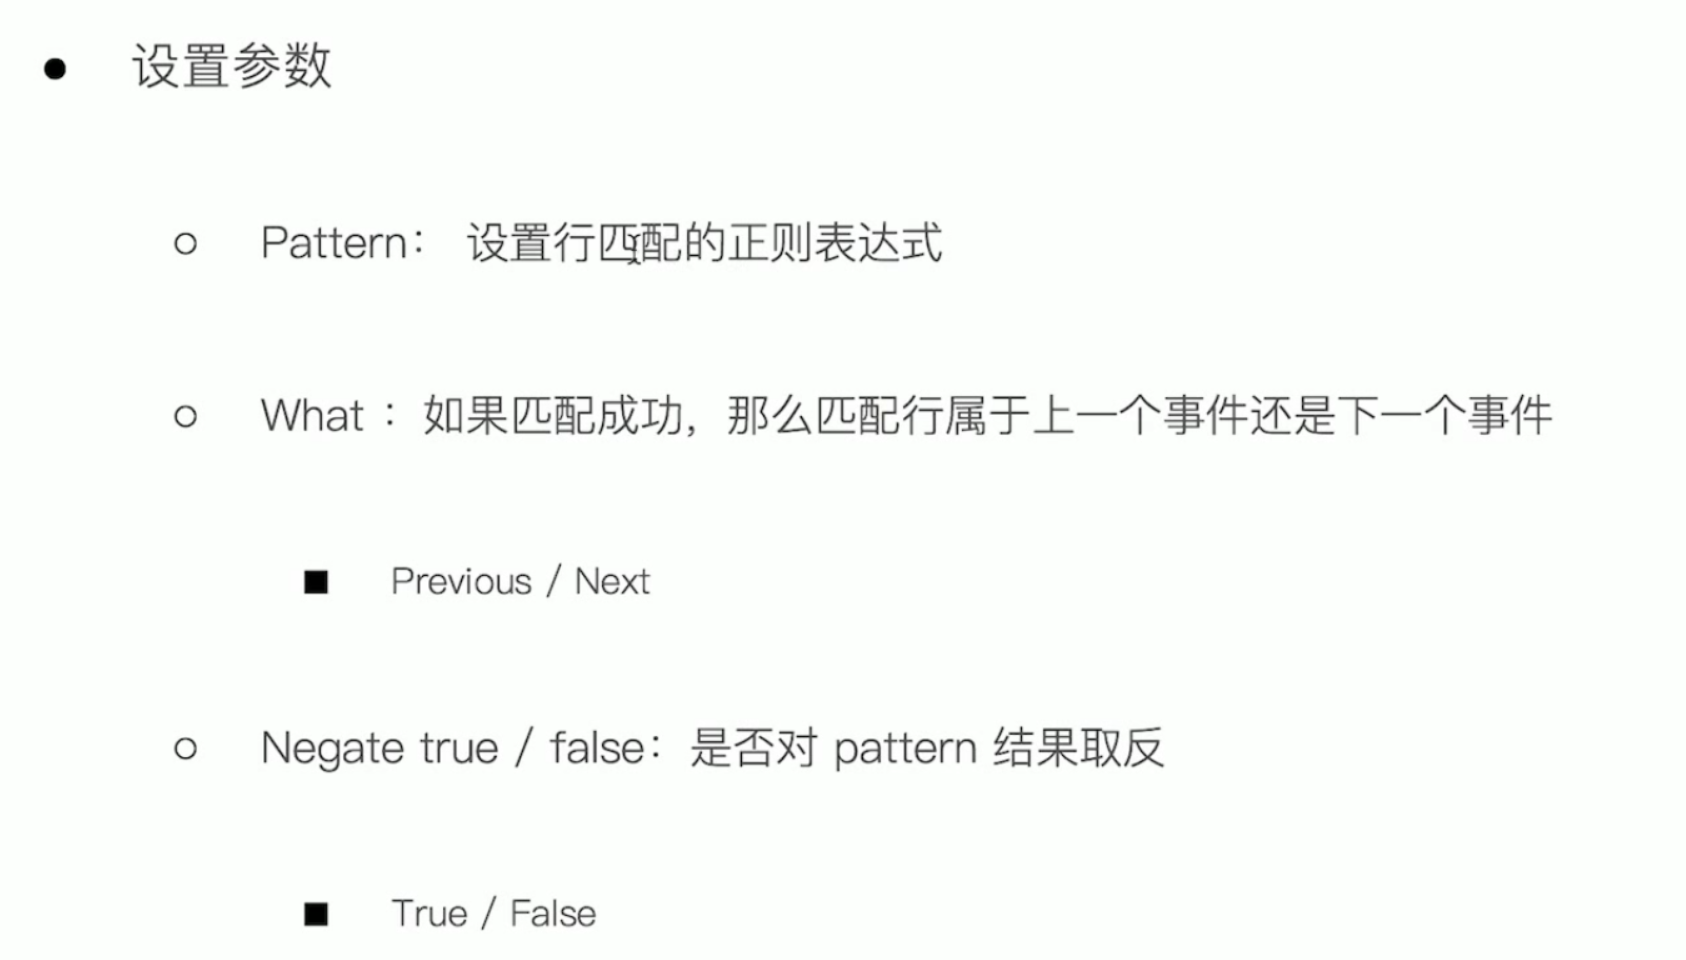 设置参数
Pattern： 设置行匹配的正则表达式
What ：如果匹配成功，那么匹配行属于上一个事件还是下一个事件
Previous / Next
Negate true / false：是否对 pattern 结果取反
True / False